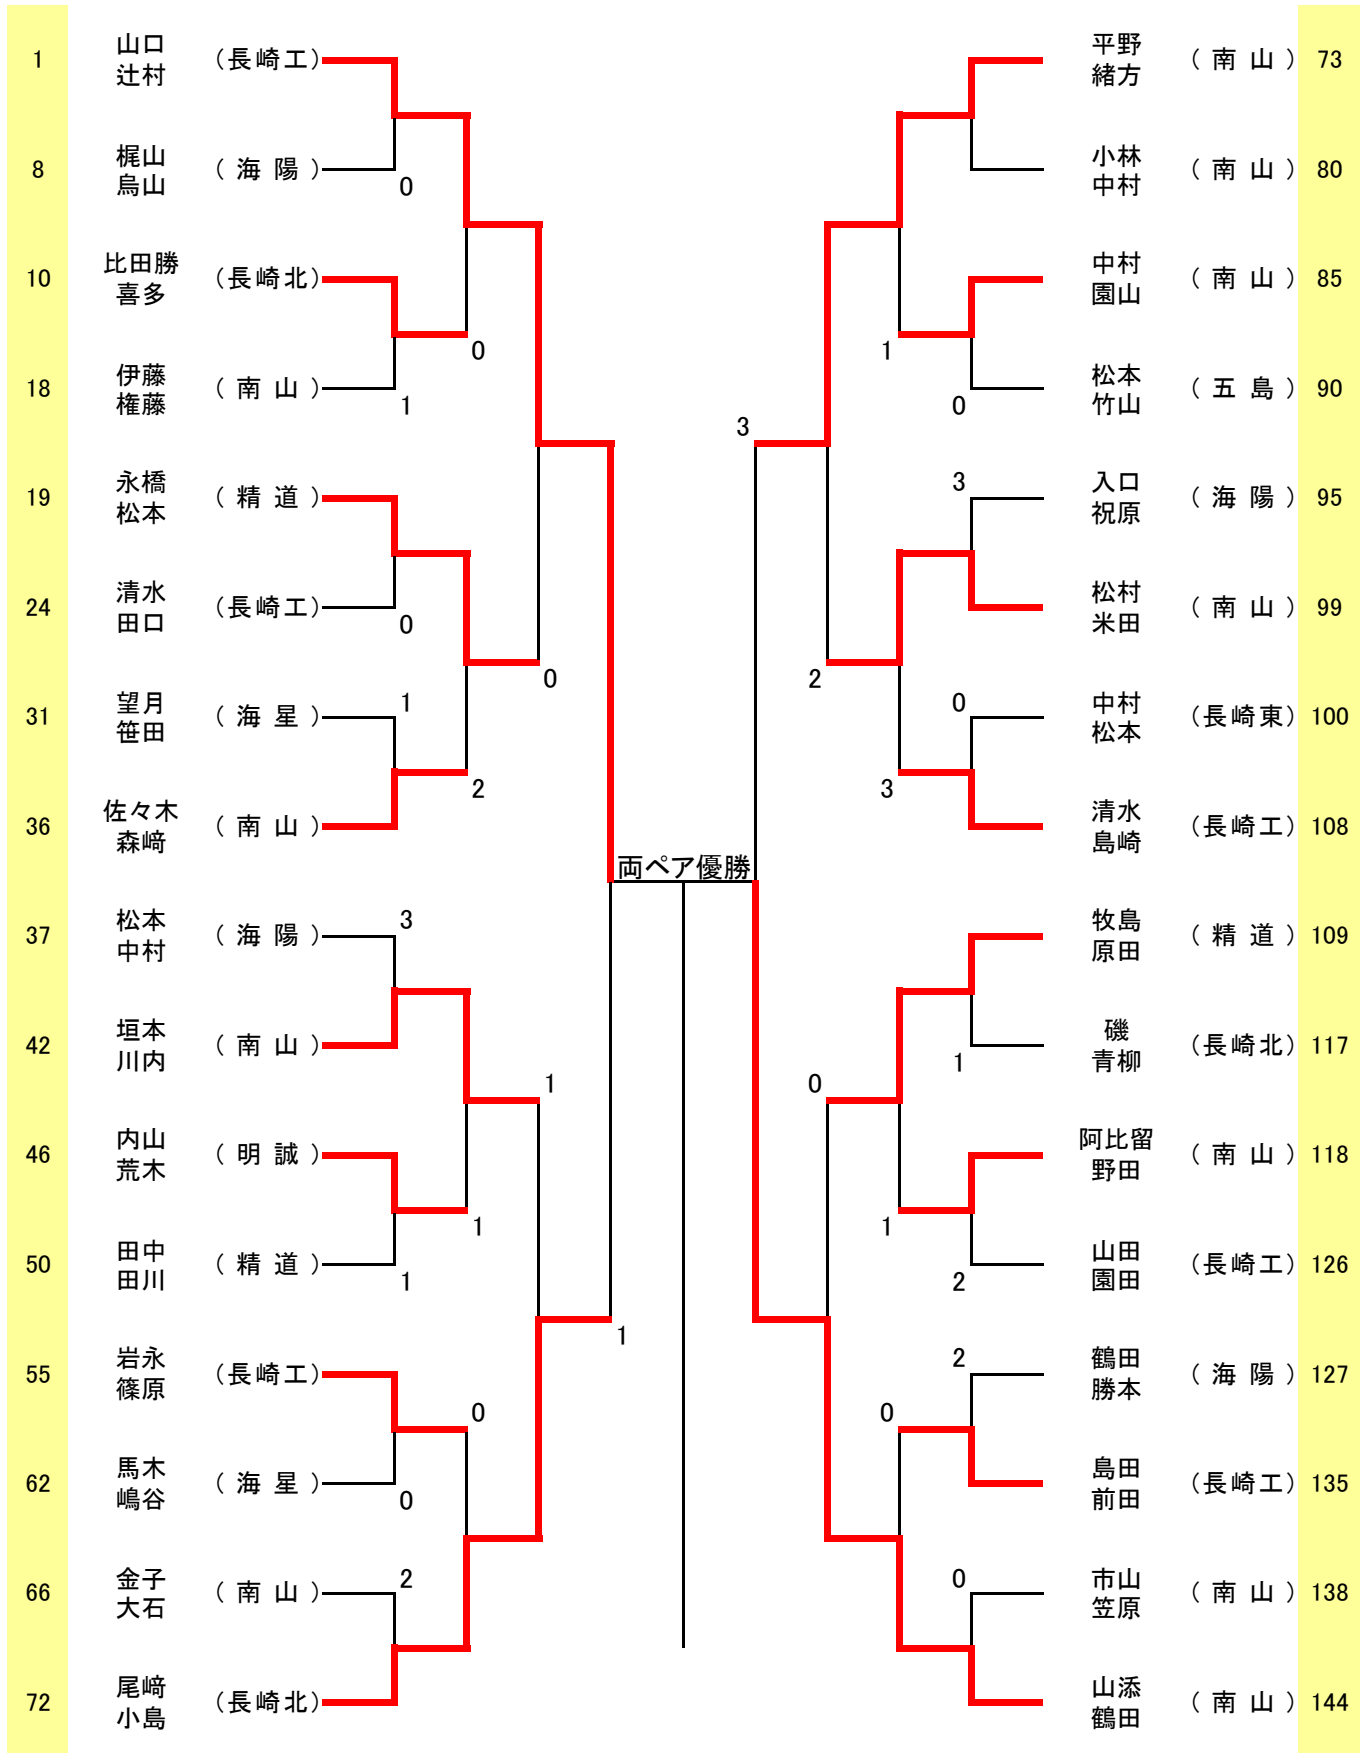 1 山口 辻村 （長崎工）
0
8 梶山 烏山 （海陽）
10 比田勝 喜多 （長崎北）
0
18 伊藤 権藤 （南山）
1
19 永橋 松本 （精道）
24 清水 田口 （長崎工）
0
0
31 望月 笹田 （海星）
1
2
36 佐々木 森﨑 （南山）
37 松本 中村 （海陽）
3
42 垣本 川内 （南山）
1
46 内山 荒木 （明誠）
1
50 田中 田川 （精道）
1
1
55 岩永 篠原 （長崎工）
0
62 馬木 嶋谷 （海星）
0
66 金子 大石 （南山）
2
72 尾﨑 小島 （長崎北）
両ペア優勝
平野 緒方 （南山） 73
小林 中村 （南山） 80
中村 園山 （南山） 85
1
松本 竹山 （五島） 90
0
3
3
入口 祝原 （海陽） 95
松村 米田 （南山） 99
2
0
中村 松本 （長崎東） 100
3
清水 島崎 （長崎工） 108
牧島 原田 （精道） 109
磯 青柳 （長崎北） 117
1
0
阿比留 野田 （南山） 118
1
山田 園田 （長崎工） 126
2
2
鶴田 勝本 （海陽） 127
0
島田 前田 （長崎工） 135
0
市山 笠原 （南山） 138
山添 鶴田 （南山） 144